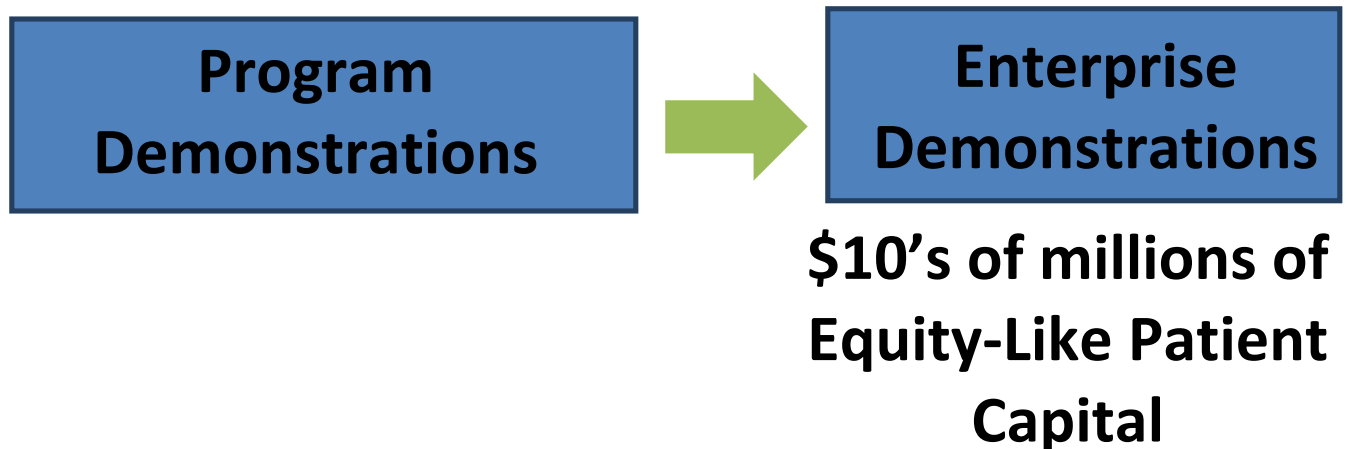 Program
Demonstrations
Enterprise
Demonstrations
$10’s of millions of
Equity-Like Patient
Capital